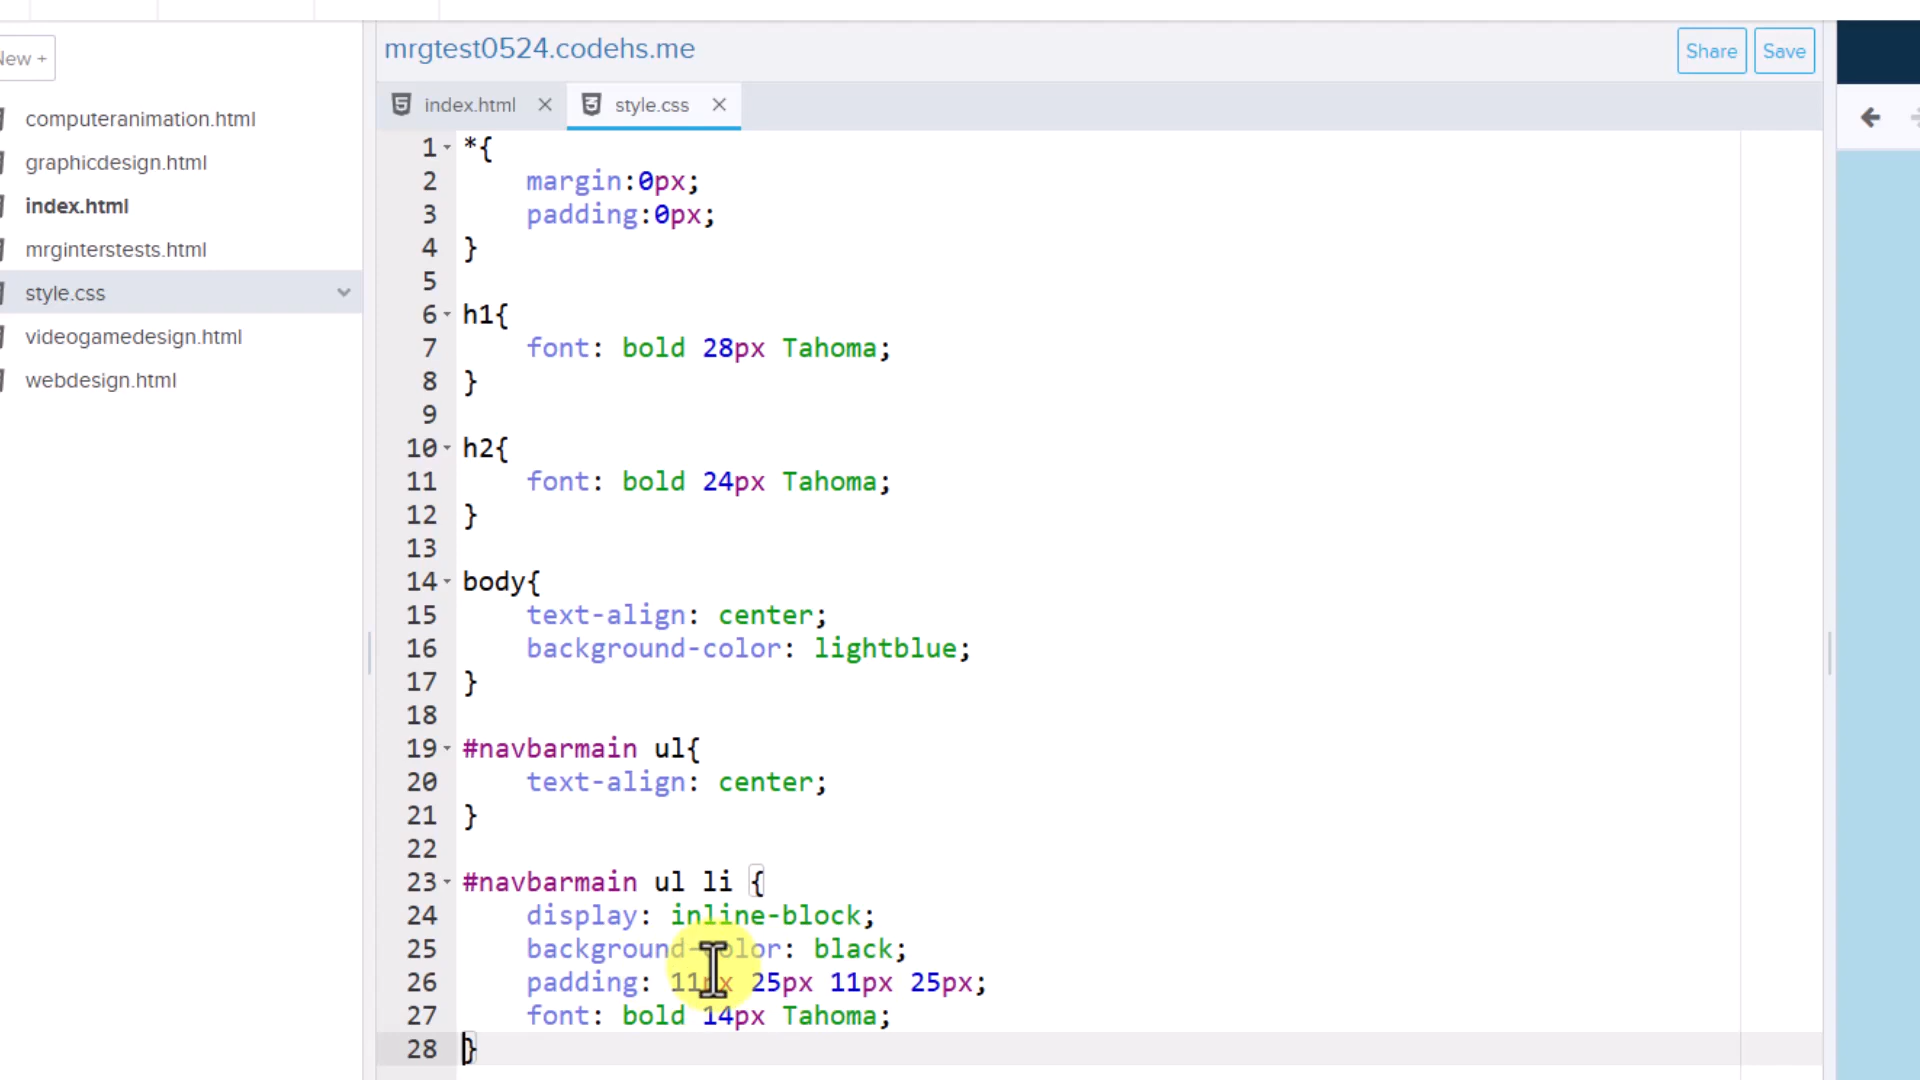 mrgtest0524.codehs.me
Share
Save
New +
index.html
style.css
computeranimation.html
graphicdesign.html
index.html
mrginterstests.html
style.css
videogamedesign.html
webdesign.html
1 *{
2 margin:0px;
3 padding:0px;
4 }
5
6 h1{
7 font: bold 28px Tahoma;
8 }
9
10 h2{
11 font: bold 24px Tahoma;
12 }
13
14 body{
15 text-align: center;
16 background-color: lightblue;
17 }
18
19 #navbarmain ul{
20 text-align: center;
21 }
22
23 #navbarmain ul li {
24 display: inline-block;
25 background-color: black;
26 padding: 11px 25px 11px 25px;
27 font: bold 14px Tahoma;
28 }